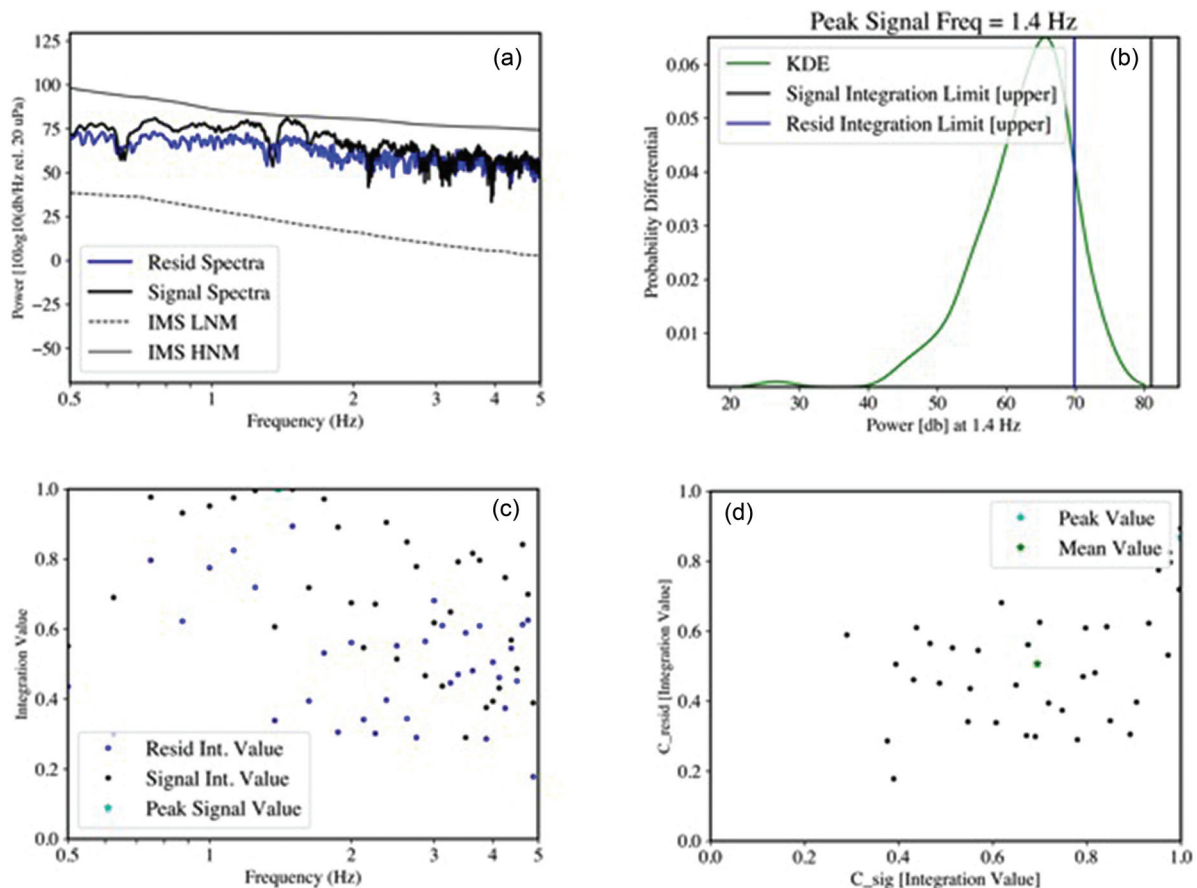 (a)
125
100
75
50
25
0
−25
−50
Power [10log10(db/Hz rel. 20 uPa)
Resid Spectra
Signal Spectra
IMS LNM
IMS HNM
0.5
1
2
3
4
5
Frequency (Hz)
Peak Signal Freq = 1.4 Hz
(b)
0.06
0.05
0.04
0.03
0.02
0.01
Probability Differential
KDE
Signal Integration Limit [upper]
Resid Integration Limit [upper]
20
30
40
50
60
70
80
Power [db] at 1.4 Hz
(c)
1.0
0.8
0.6
0.4
0.2
0.0
Integration Value
Resid Int. Value
Signal Int. Value
Peak Signal Value
0.5
1
2
3
4
5
Frequency (Hz)
(d)
1.0
0.8
0.6
0.4
0.2
0.0
C_resid [Integration Value]
Peak Value
Mean Value
0.0
0.2
0.4
0.6
0.8
1.0
C_sig [Integration Value]